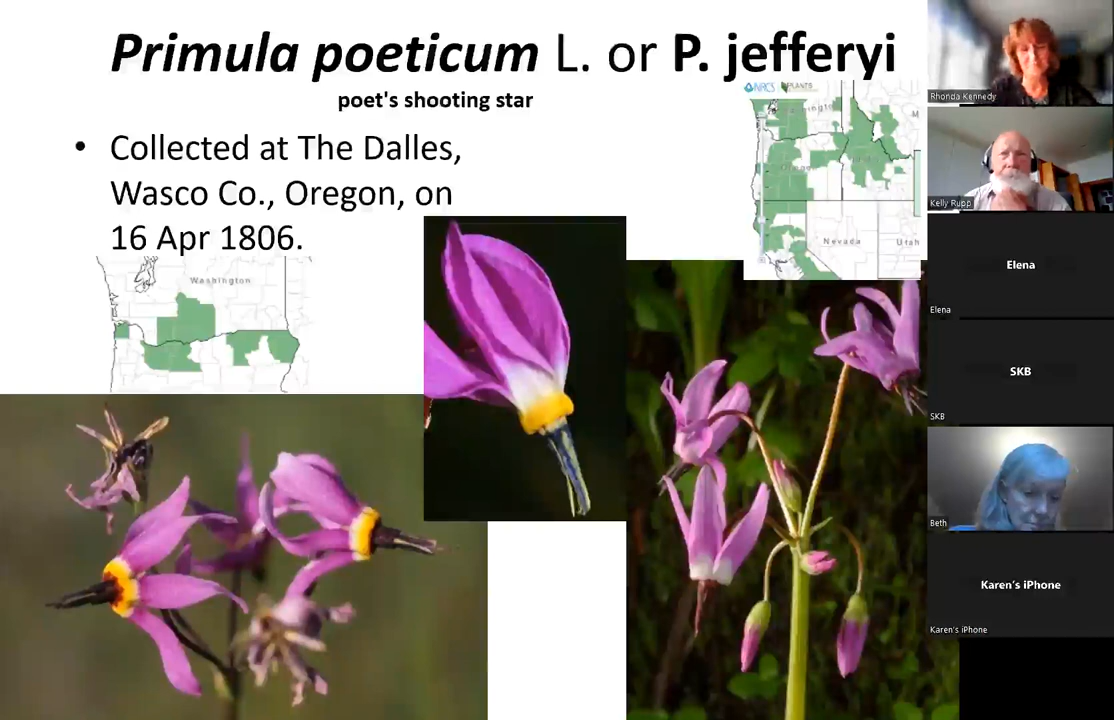 Primula poeticum L. or P. jefferyi
poet's shooting star
• Collected at The Dalles,
Wasco Co., Oregon, on
16 Apr 1806.
Washington
NRCS PLANTS
Nevada
Utah
Rhonda Kennedy
Kelly Rupp
Elena
Elena
SKB
SKB
Beth
Karen's iPhone
Karen's iPhone